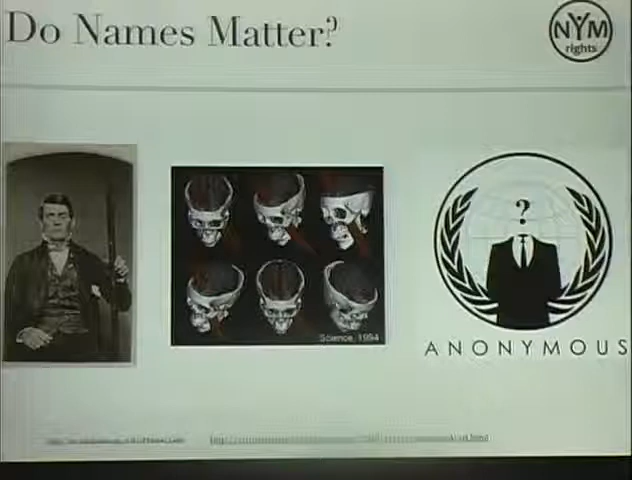 Do Names Matter?
NYM
rights
Science, 1994
?
ANONYMOUS